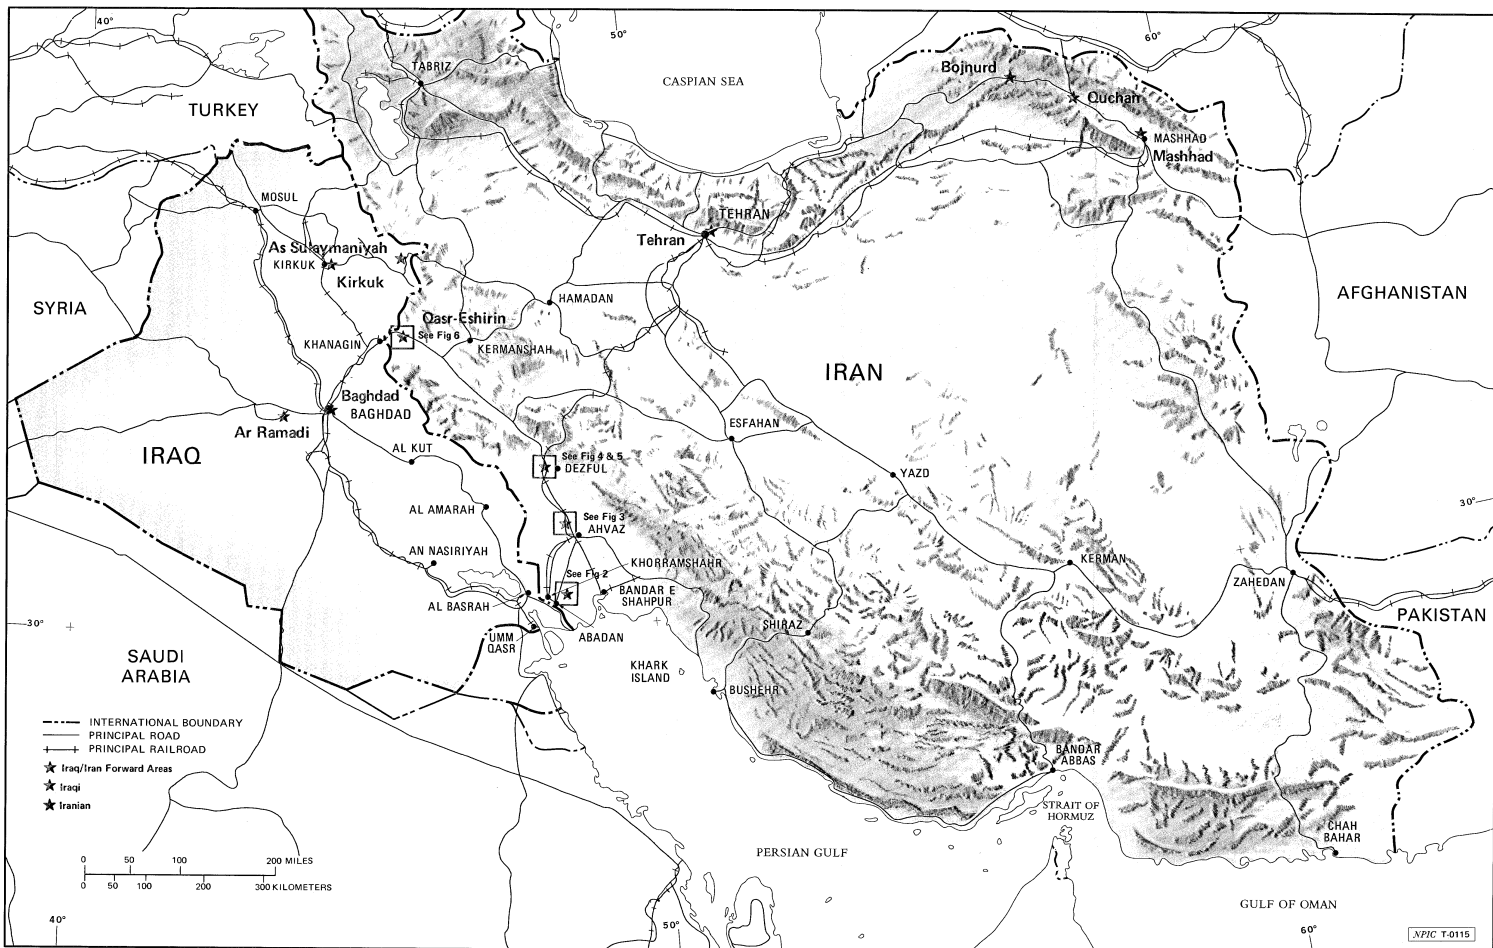 40°
50°
60°
TABRIZ
CASPIAN SEA
Bojnurd
Quchan
TURKEY
MASHHAD
Mashhad
MOSUL
TEHRAN
Tehran
As Sulaymaniyah
KIRKUK
Kirkuk
SYRIA
HAMADAN
AFGHANISTAN
Qasr-Eshirin
See Fig 6
KHANAGIN
KERMANSHAH
IRAN
Baghdad
BAGHDAD
Ar Ramadi
ESFAHAN
IRAQ
AL KUT
See Fig 4 & 5
DEZFUL
YAZD
30°
AL AMARAH
See Fig 3
AHVAZ
AN NASIRIYAH
KHORRAMSHAHR
KERMAN
See Fig 2
ZAHEDAN
BANDAR E
SHAHPUR
AL BASRAH
PAKISTAN
30°
SHIRAZ
UMM
QASR
ABADAN
SAUDI
ARABIA
KHARK
ISLAND
BUSHEHR
INTERNATIONAL BOUNDARY
PRINCIPAL ROAD
PRINCIPAL RAILROAD
Iraq/Iran Forward Areas
Iraqi
Iranian
BANDAR
ABBAS
STRAIT OF
HORMUZ
CHAH
BAHAR
PERSIAN GULF
0 50 100 200 MILES
0 50 100 200 300 KILOMETERS
GULF OF OMAN
40°
50°
60°
NPIC T-0115